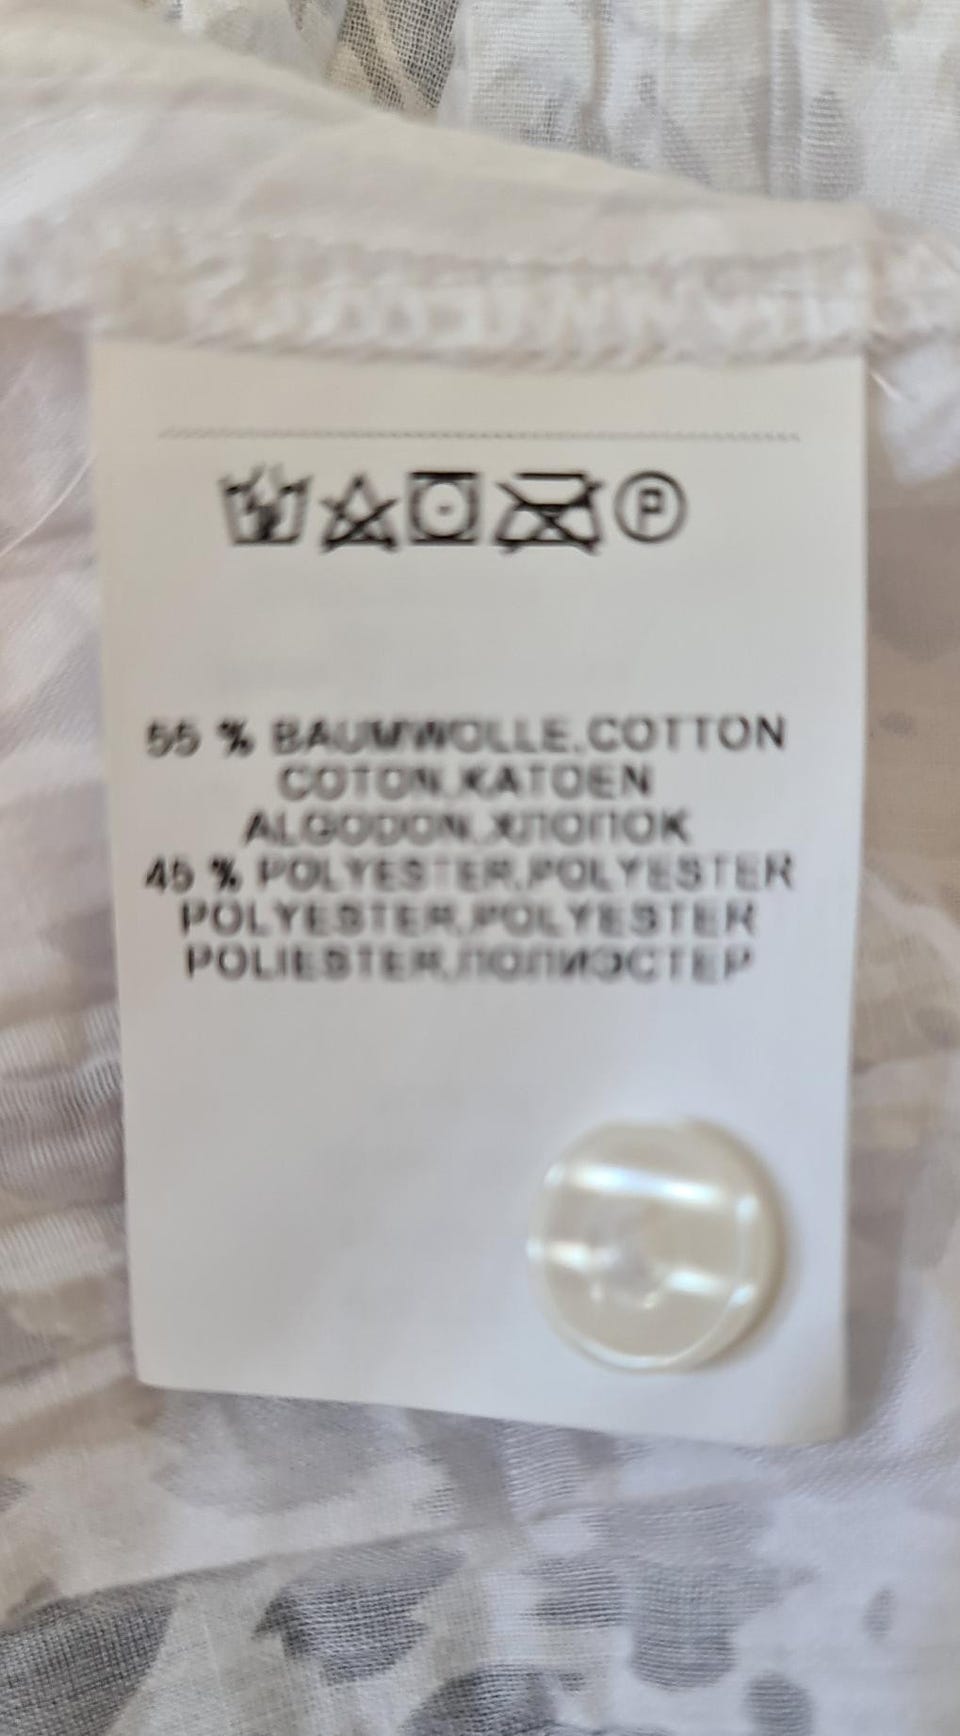 P
55 % BAUMWOLLE.COTTON
COTON.KATOEN
ALGODON.ХЛОПОК
45 % POLYESTER.POLYESTER
POLYESTER.POLYESTER
POLIESTER.ПОЛИЭСТЕР